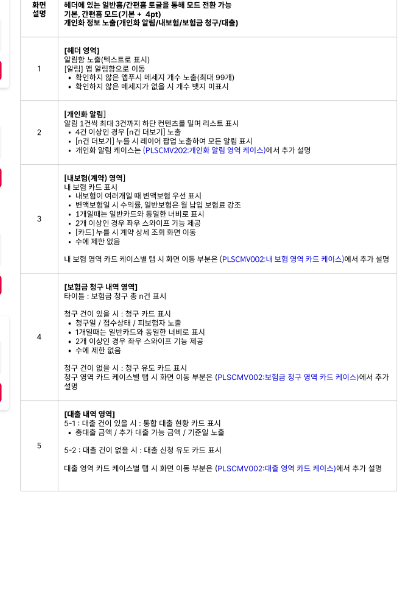 화면
설명
헤더에 있는 일반홈/간편홈 토글을 통해 모드 전환 가능
기본, 간편홈 모드(기본 + 4pt)
개인화 정보 노출(개인화 알림/내보험/보험금 청구/대출)
1
[헤더 영역]
알림함 노출(텍스트로 표시)
[알림] 탭 알림함으로 이동
• 확인하지 않은 앱푸시 메세지 개수 노출(최대 99개)
• 확인하지 않은 메세지가 없을 시 개수 뱃지 미표시
2
[개인화 알림]
알림 1건씩 최대 3건까지 하단 컨텐츠를 밀며 리스트 표시
• 4건 이상인 경우 [n건 더보기] 노출
• [n건 더보기] 누를 시 레이어 팝업 노출하며 모든 알림 표시
• 개인화 알림 케이스는 (PLSCMV202:개인화 알림 영역 케이스)에서 추가 설명
3
[내보험(계약) 영역]
내 보험 카드 표시
• 내보험이 여러개일 때 변액보험 우선 표시
• 변액보험일 시 수익률, 일반보험은 월 납입 보험료 강조
• 1개일때는 일반카드와 동일한 너비로 표시
• 2개 이상인 경우 좌우 스와이프 기능 제공
• [카드] 누를 시 계약 상세 조회 화면 이동
• 수에 제한 없음
내 보험 영역 카드 케이스별 탭 시 화면 이동 부분은 (PLSCMV002:내 보험 영역 카드 케이스)에서 추가 설명
4
[보험금 청구 내역 영역]
타이틀 : 보험금 청구 총 n건 표시
청구 건이 있을 시 : 청구 카드 표시
• 청구일 / 접수상태 / 피보험자 노출
• 1개일때는 일반카드와 동일한 너비로 표시
• 2개 이상인 경우 좌우 스와이프 기능 제공
• 수에 제한 없음
청구 건이 없을 시 : 청구 유도 카드 표시
청구 영역 카드 케이스별 탭 시 화면 이동 부분은 (PLSCMV002:보험금 청구 영역 카드 케이스)에서 추가
설명
5
[대출 내역 영역]
5-1 : 대출 건이 있을 시 : 통합 대출 현황 카드 표시
• 총대출 금액 / 추가 대출 가능 금액 / 기준일 노출
5-2 : 대출 건이 없을 시 : 대출 신청 유도 카드 표시
대출 영역 카드 케이스별 탭 시 화면 이동 부분은 (PLSCMV002:대출 영역 카드 케이스)에서 추가 설명